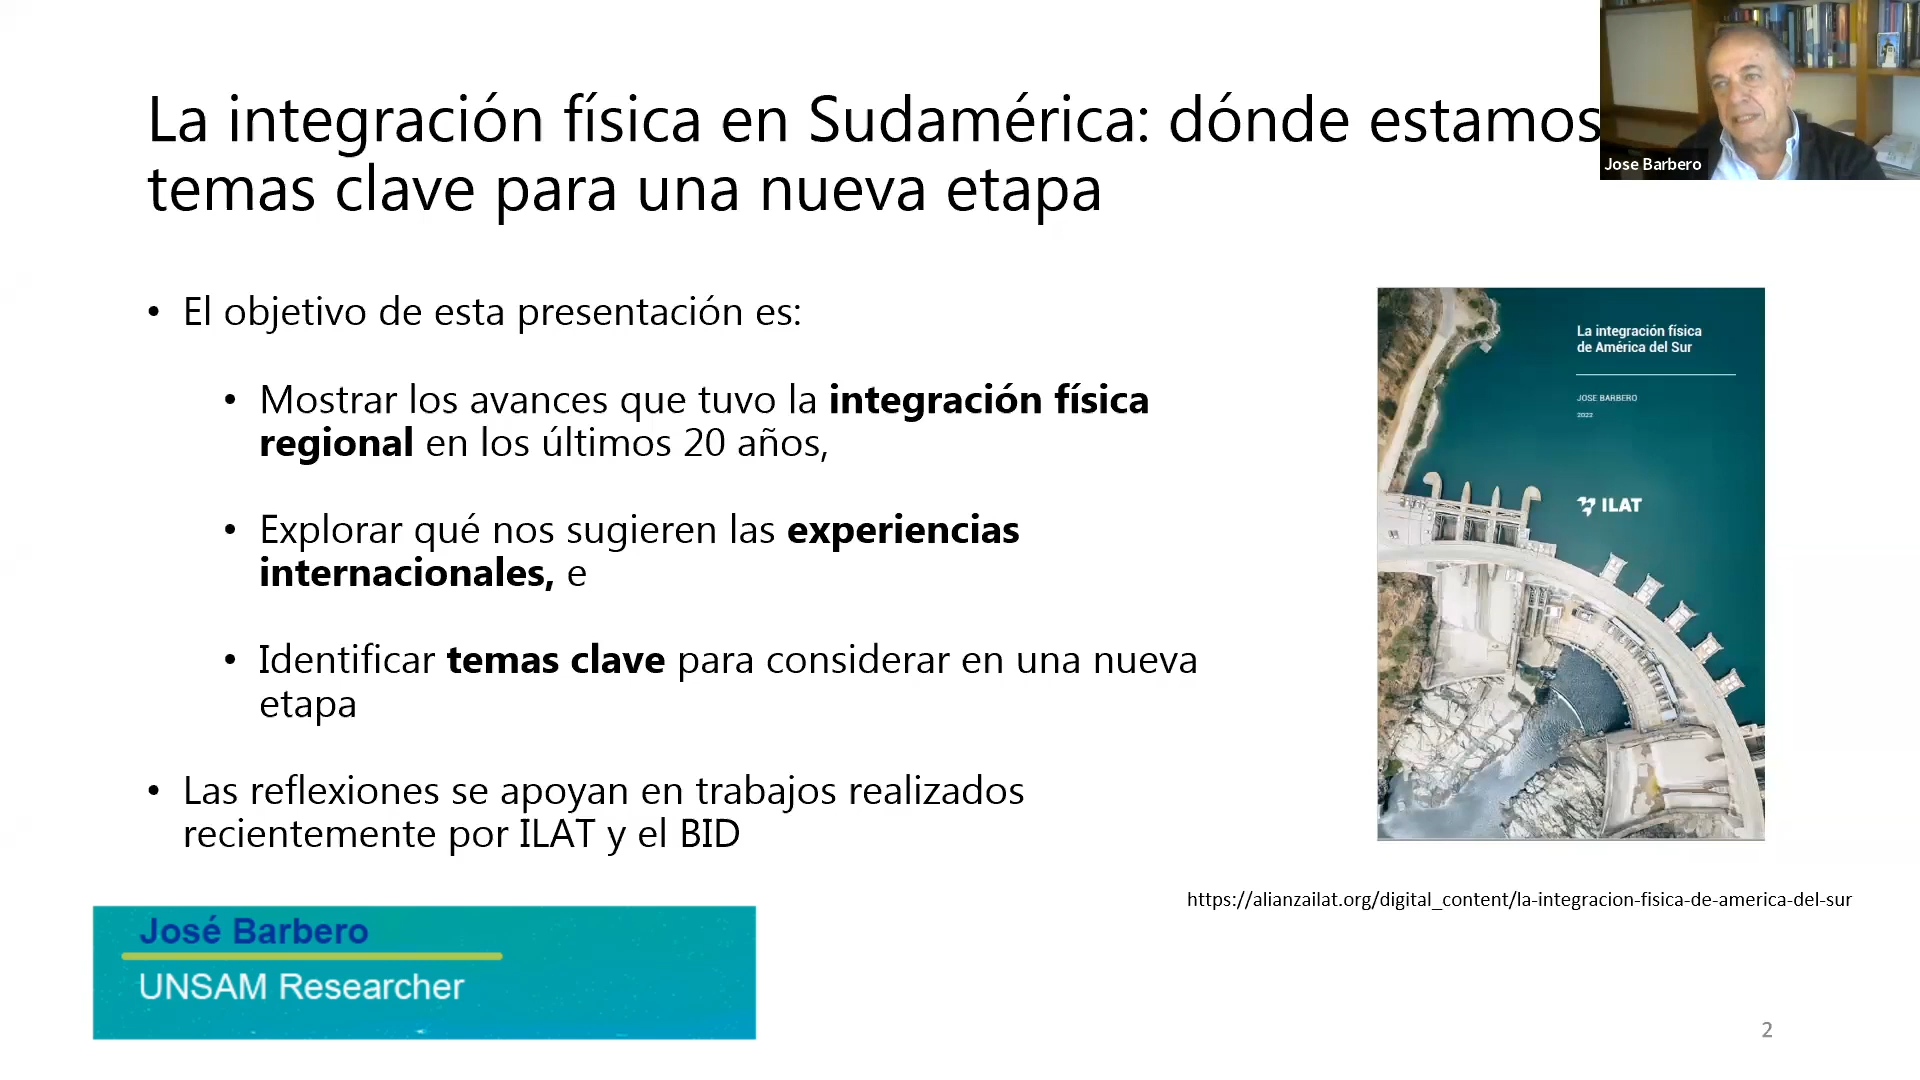 La integración física en Sudamérica: dónde estamos
temas clave para una nueva etapa
Jose Barbero
• El objetivo de esta presentación es:
• Mostrar los avances que tuvo la integración física
regional en los últimos 20 años,
• Explorar qué nos sugieren las experiencias
internacionales, e
• Identificar temas clave para considerar en una nueva
etapa
• Las reflexiones se apoyan en trabajos realizados
recientemente por ILAT y el BID
La integración física
de América del Sur
JOSE BARBERO
2022
ILAT
https://alianzailat.org/digital_content/la-integracion-fisica-de-america-del-sur
José Barbero
UNSAM Researcher
2